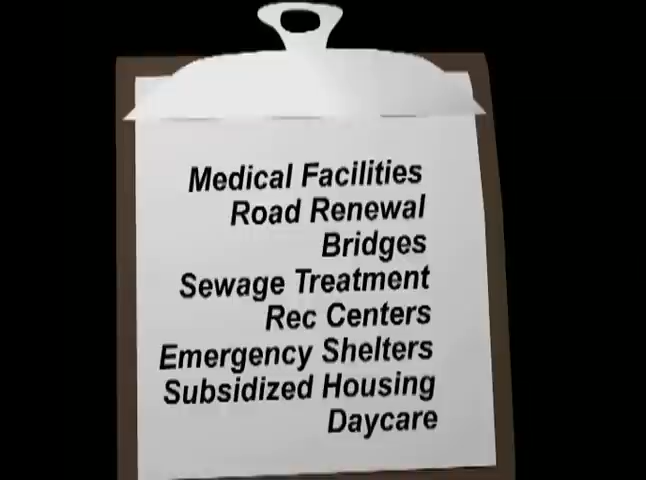 Medical Facilities
Road Renewal
Bridges
Sewage Treatment
Rec Centers
Emergency Shelters
Subsidized Housing
Daycare